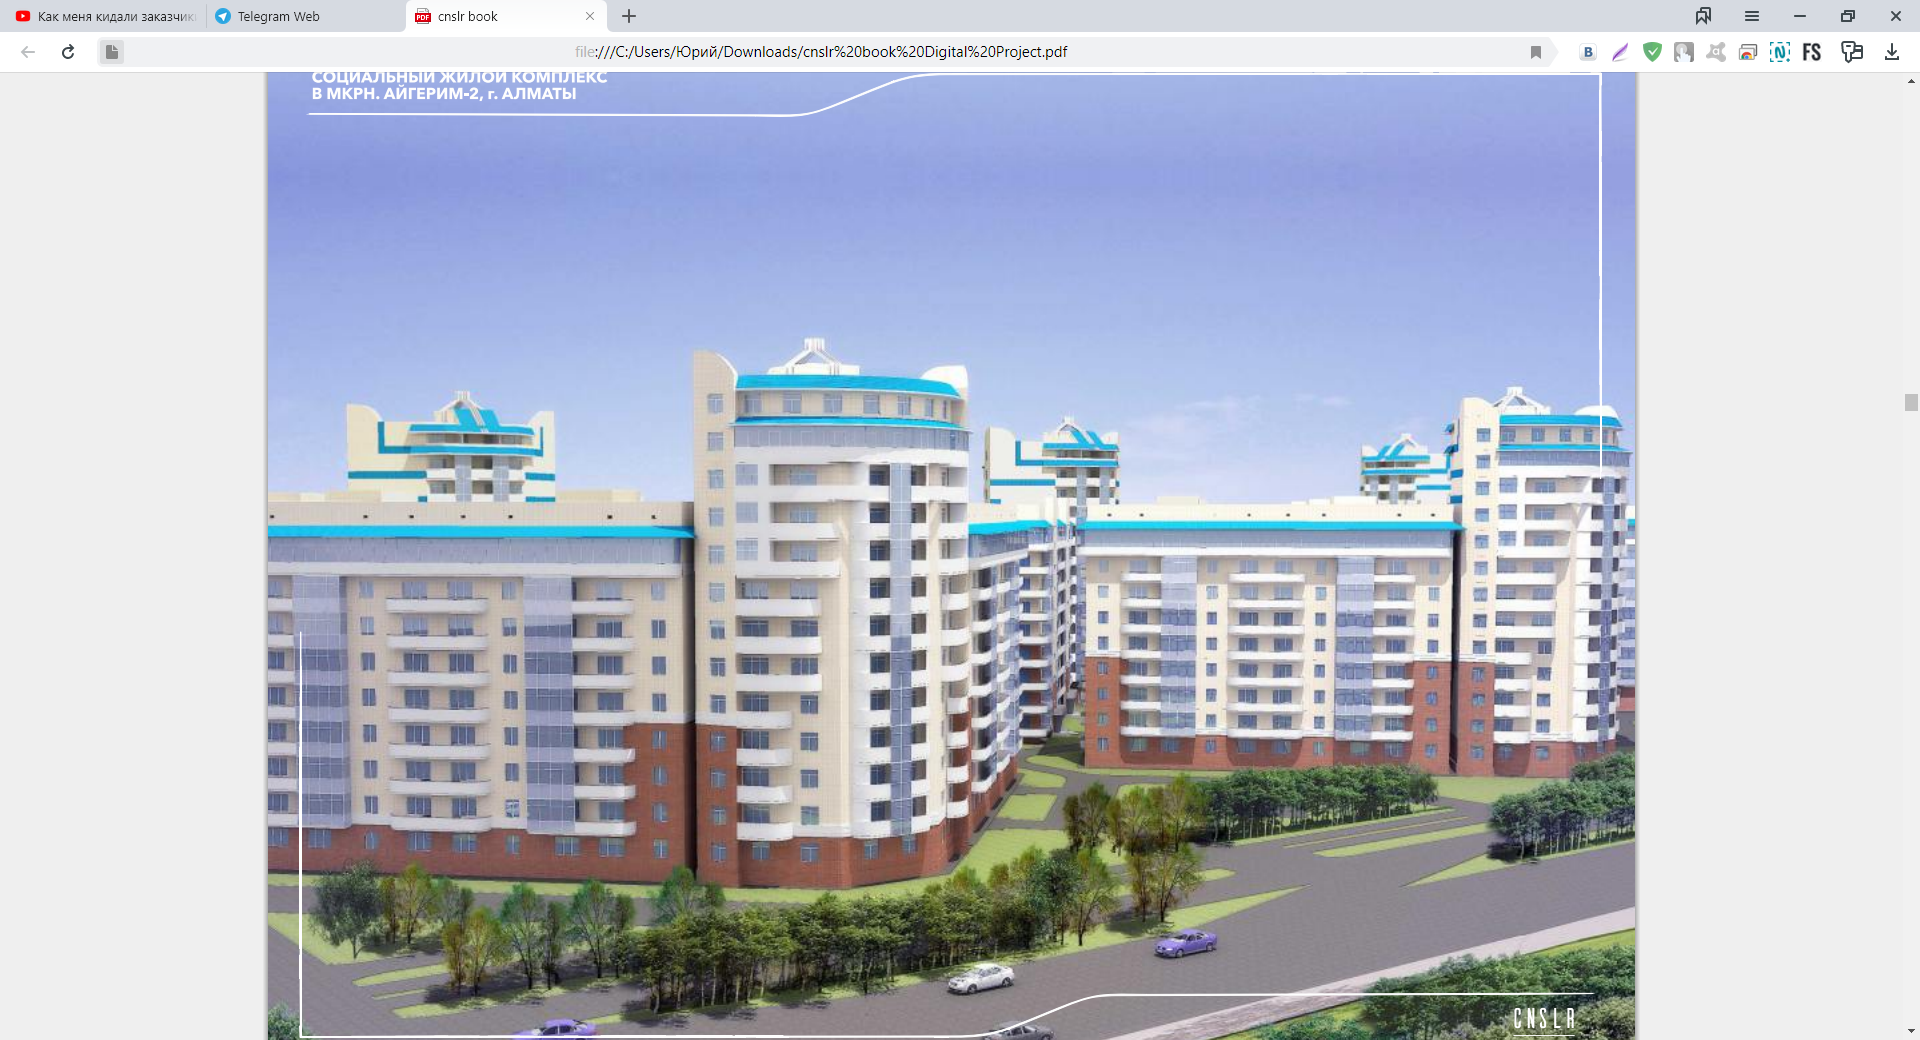 Как меня кидали заказчик
Telegram Web
cnslr book
file:///C:/Users/Юрий/Downloads/cnslr%20book%20Digital%20Project.pdf
FS
СОЦИАЛЬНЫЙ ЖИЛОЙ КОМПЛЕКС
В МКРН. АЙГЕРИМ-2, г. АЛМАТЫ
CNSLR